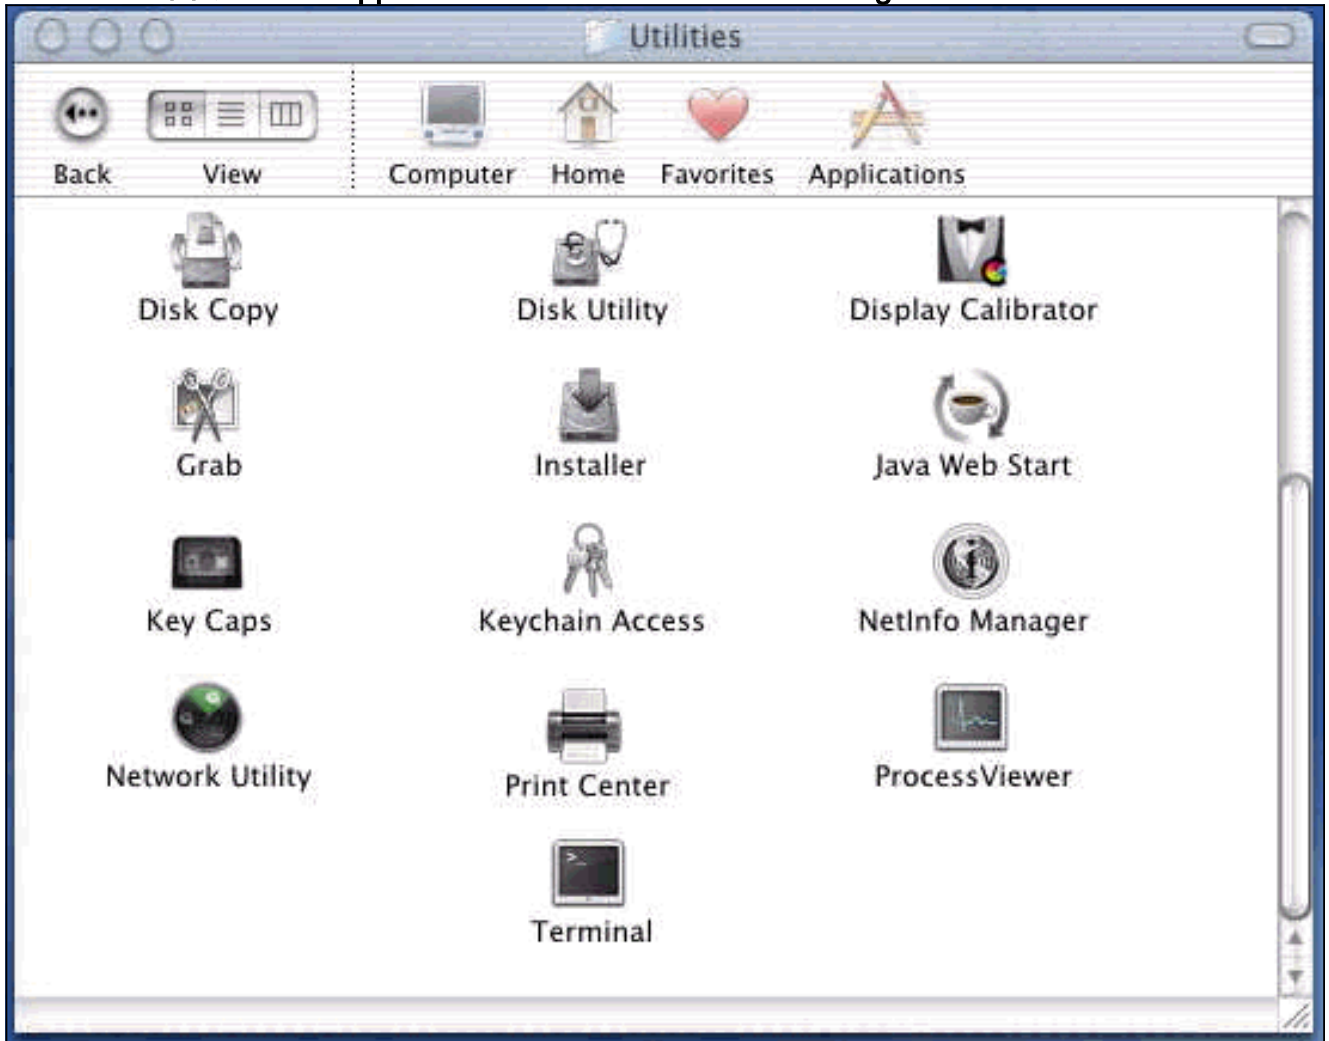 Utilities
Back View Computer Home Favorites Applications
Disk Copy Disk Utility Display Calibrator
Grab Installer Java Web Start
Key Caps Keychain Access NetInfo Manager
Network Utility Print Center ProcessViewer
>_
Terminal